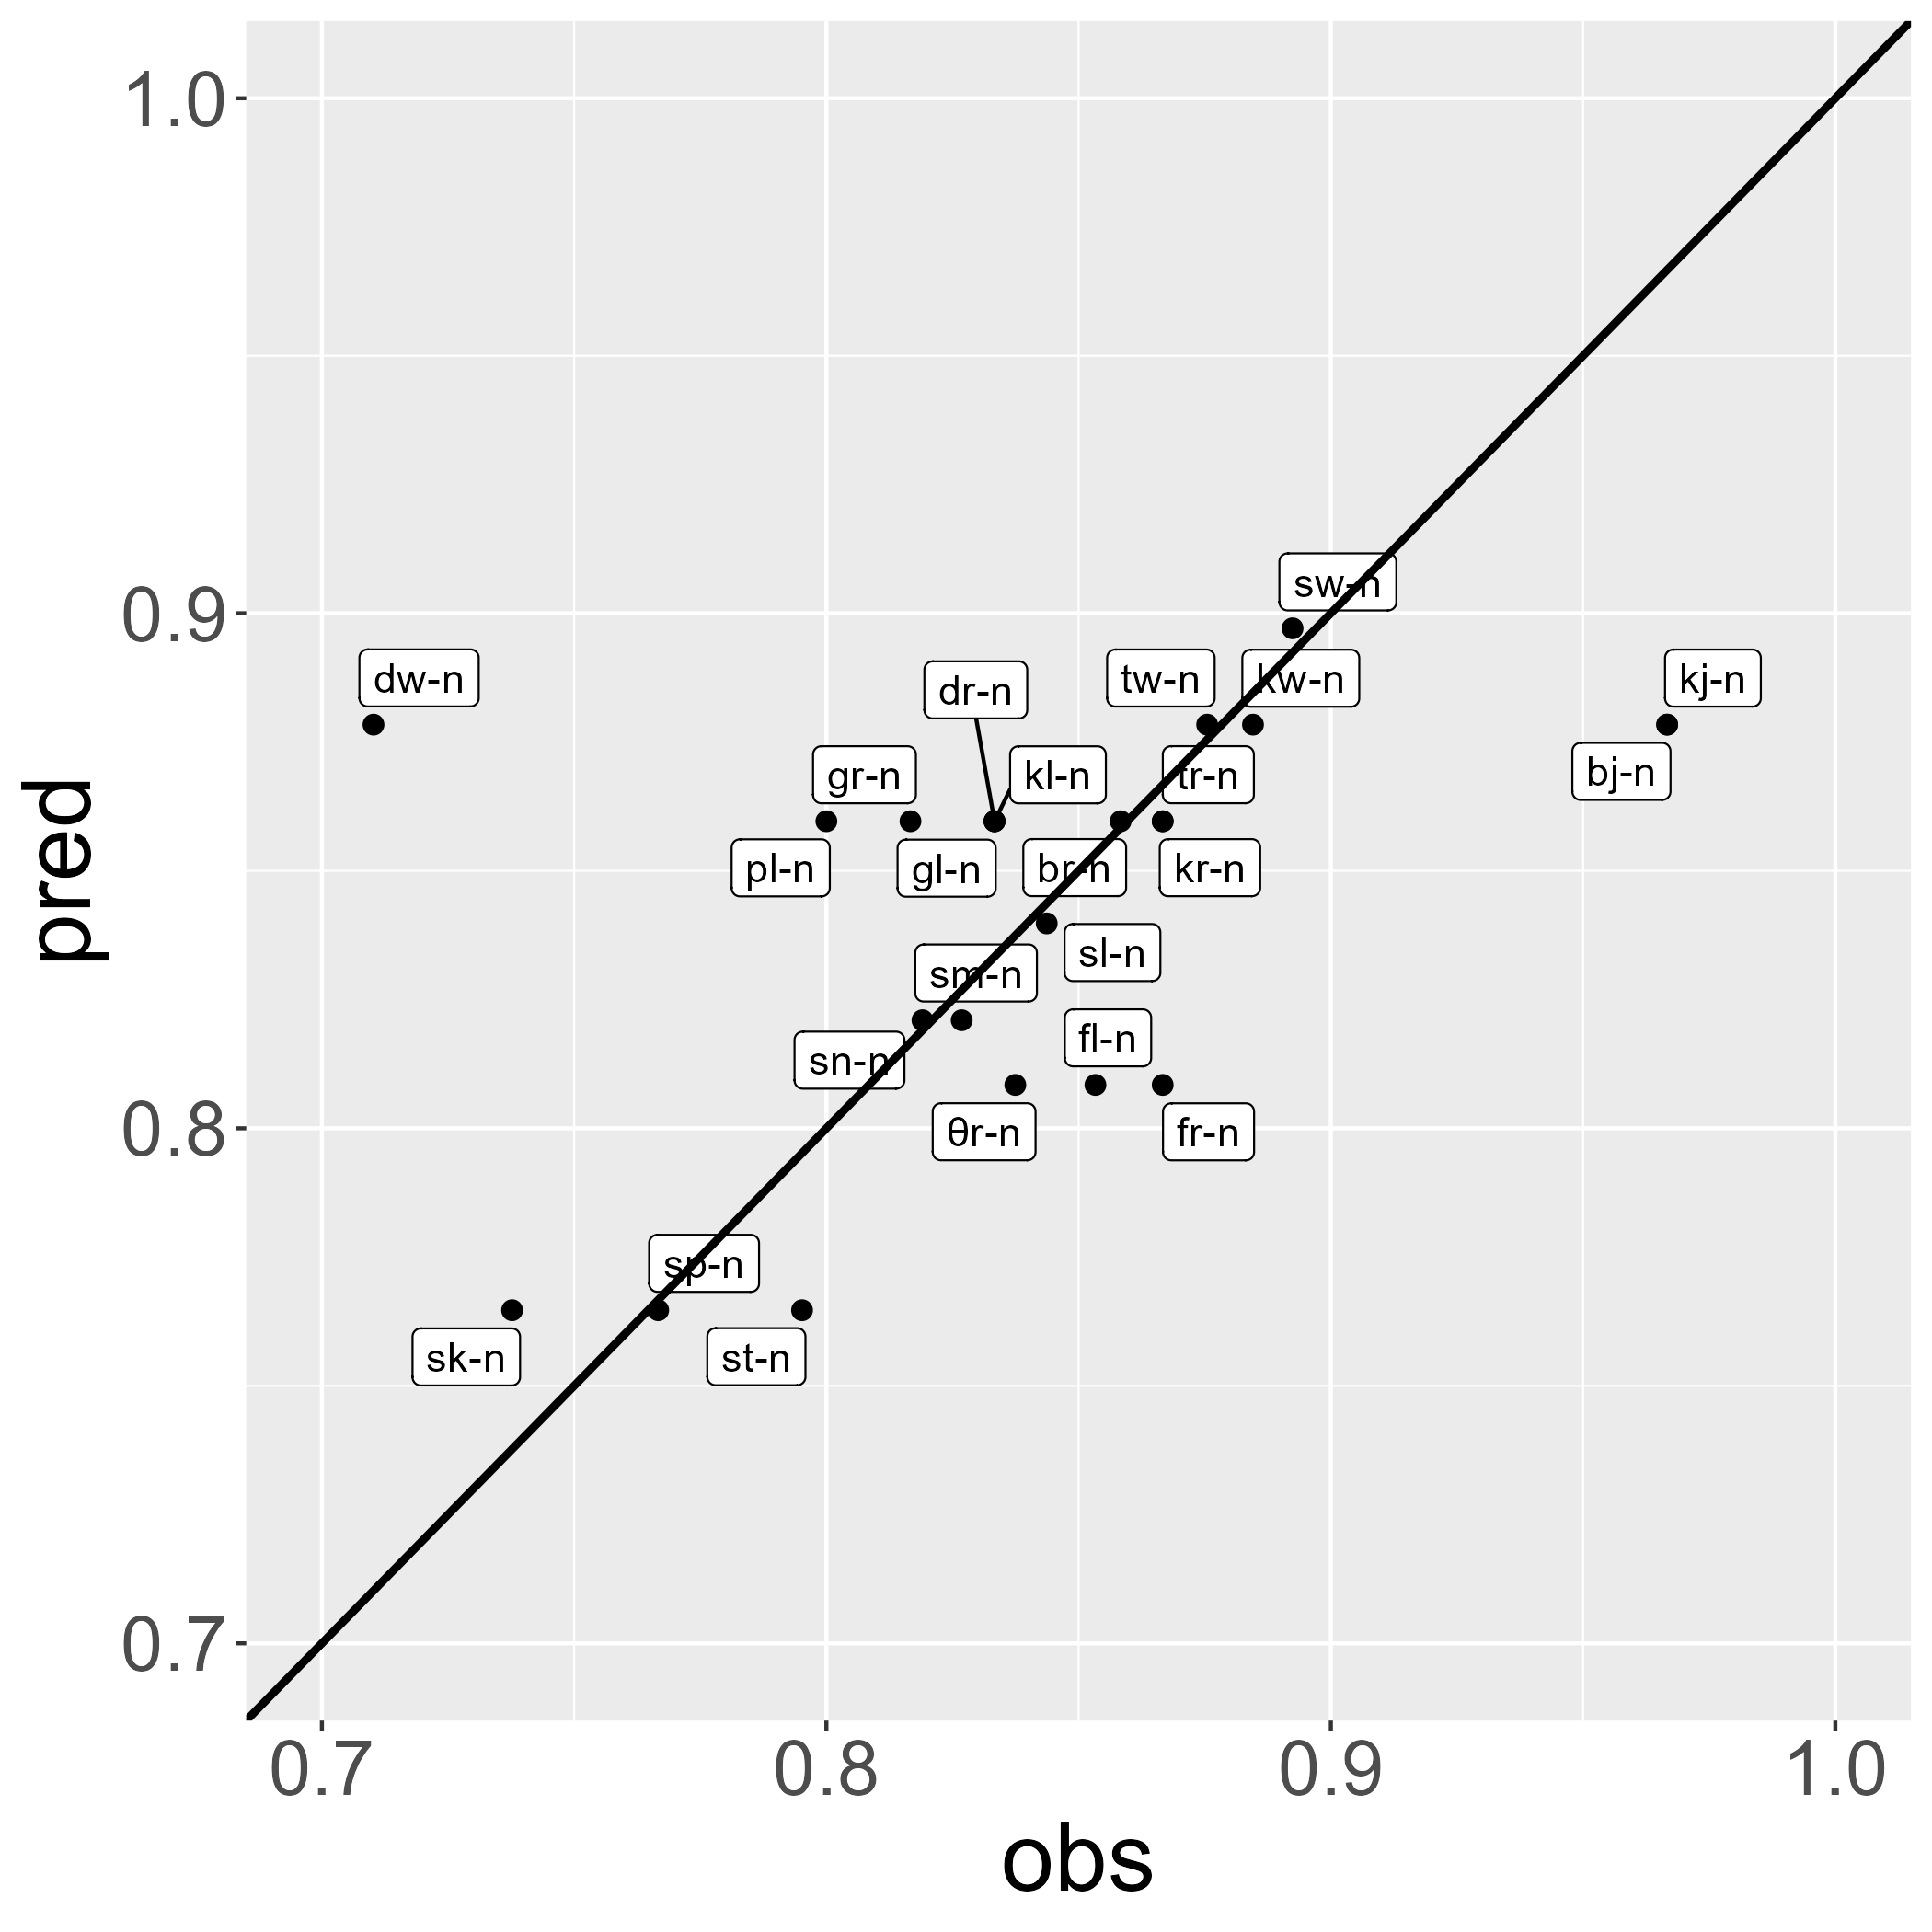 1.0
0.9
0.8
0.7
pred
sw-n
dw-n
dr-n
tw-n
kw-n
kj-n
gr-n
kl-n
tr-n
bj-n
pl-n
gl-n
br-n
kr-n
sl-n
sm-n
fl-n
sn-n
θr-n
fr-n
sp-n
sk-n
st-n
0.7
0.8
0.9
1.0
obs